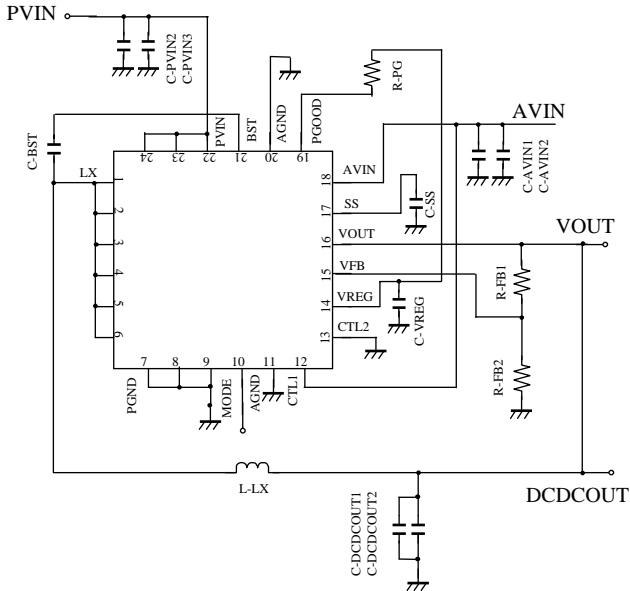 PVIN
C-PVIN2
C-PVIN3
R-PG
AVIN
C-AVIN1
C-AVIN2
C-BST
PVIN
BST
AGND
PGOOD
24
23
22
21
20
19
LX
1
2
3
4
5
6
18
AVIN
17
SS
C-SS
16
VOUT
VOUT
15
VFB
R-FB1
14
VREG
C-VREG
13
CTL2
R-FB2
7
8
9
10
11
12
PGND
MODE
AGND
CTL1
L-LX
DCDCOUT
C-DCDCOUT1
C-DCDCOUT2